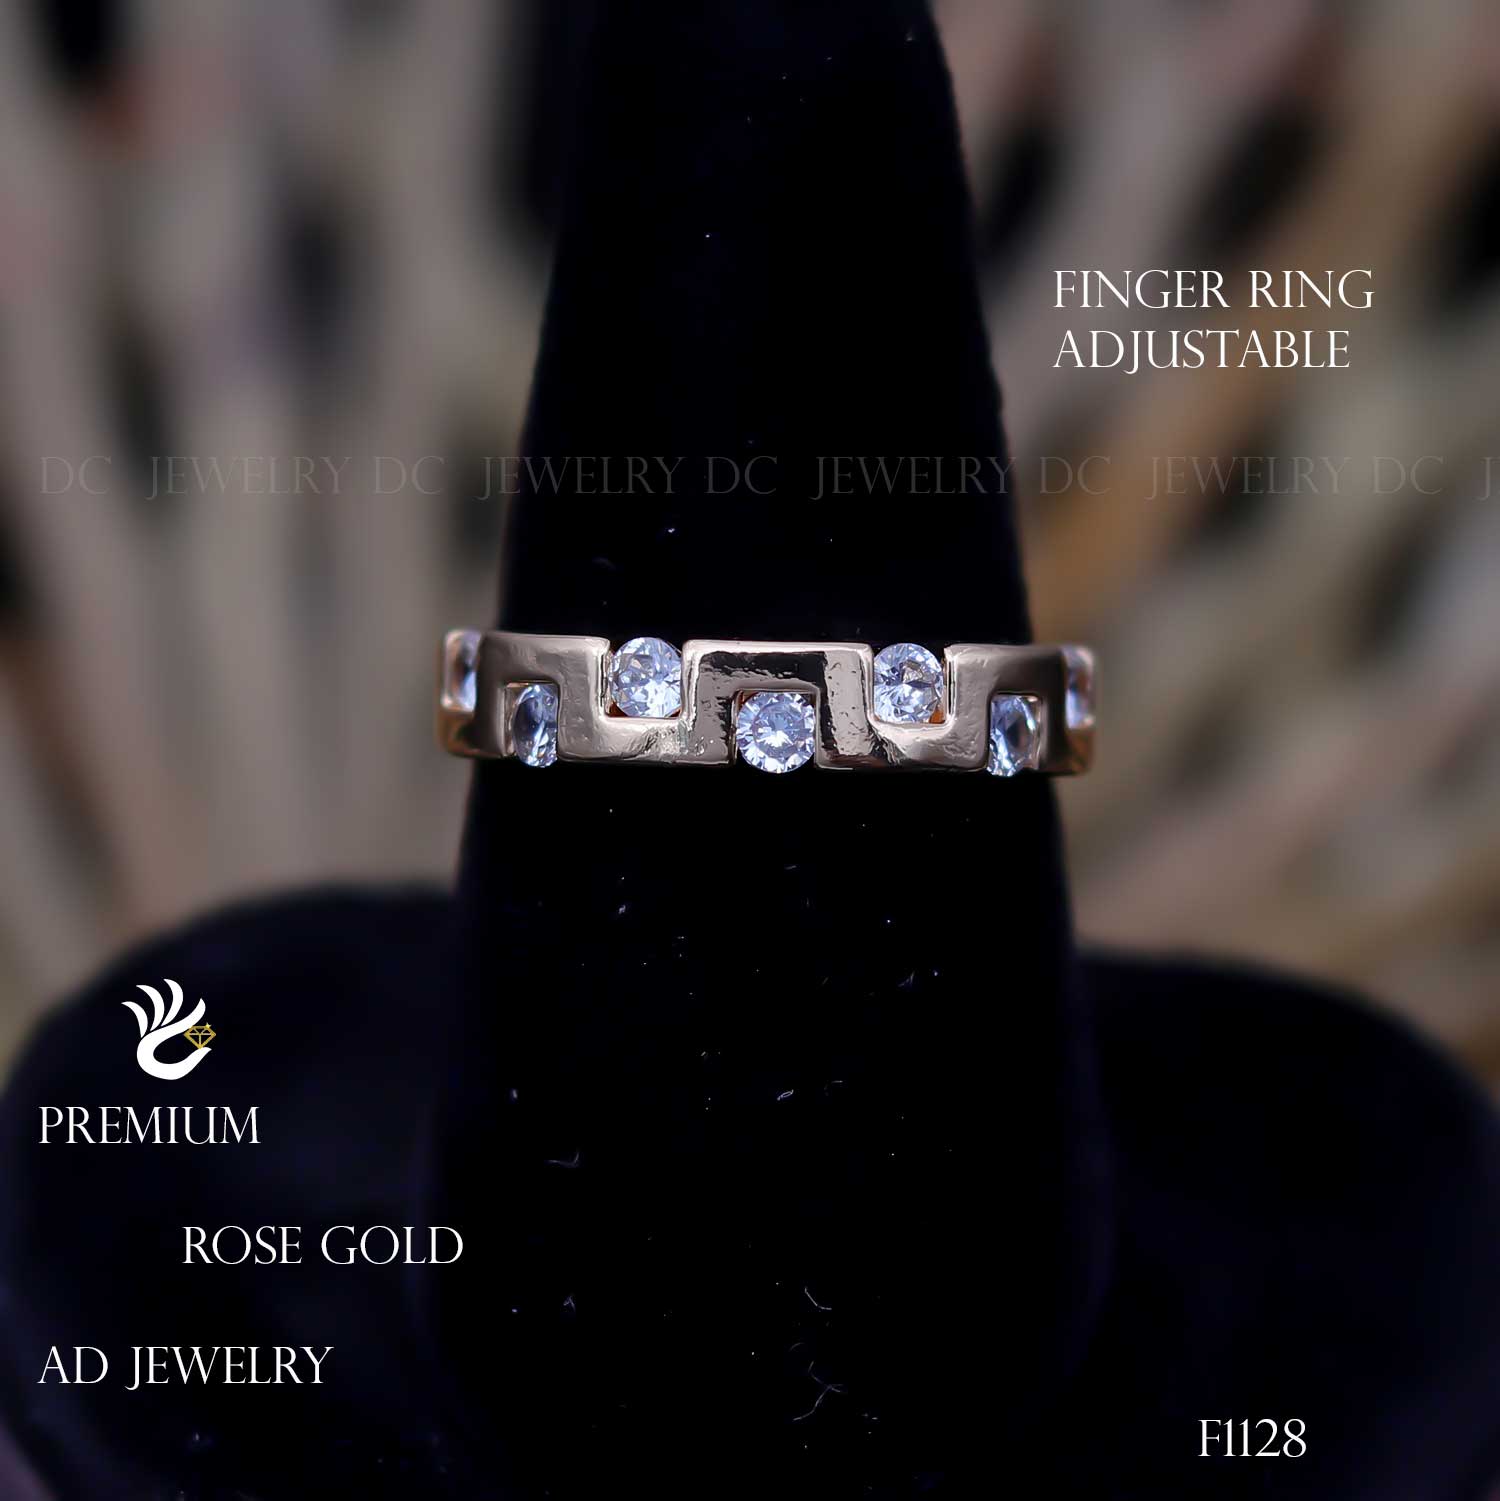 FINGER RING
ADJUSTABLE
DC JEWELRY DC JEWELRY DC JEWELRY DC JEWELRY DC J
PREMIUM
ROSE GOLD
AD JEWELRY
F1128